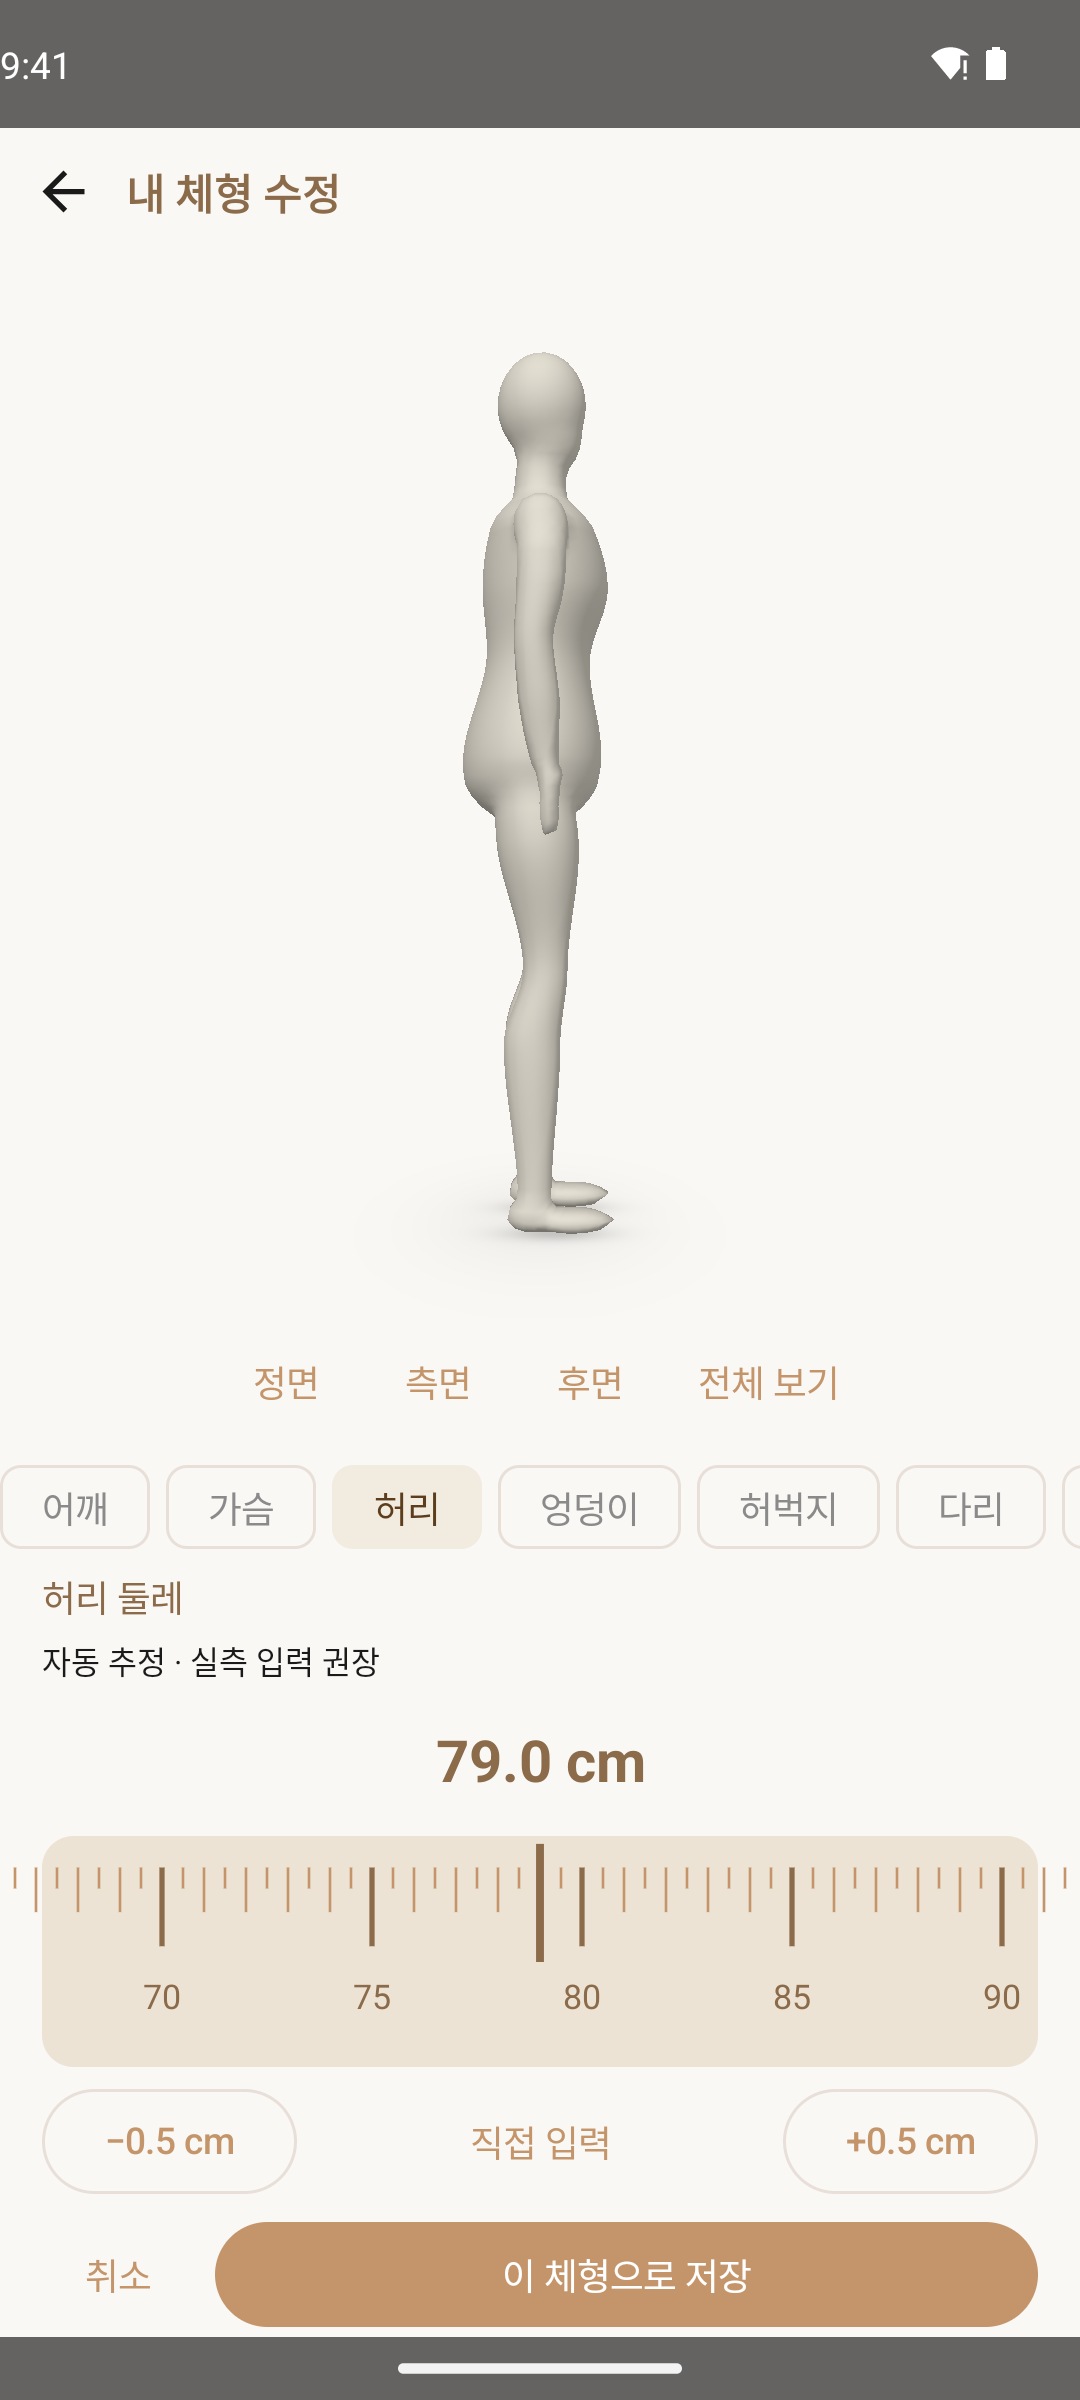 9:41
내 체형 수정
정면 측면 후면 전체 보기
어깨 가슴 허리 엉덩이 허벅지 다리
허리 둘레
자동 추정 · 실측 입력 권장
79.0 cm
70 75 80 85 90
−0.5 cm 직접 입력 +0.5 cm
취소 이 체형으로 저장